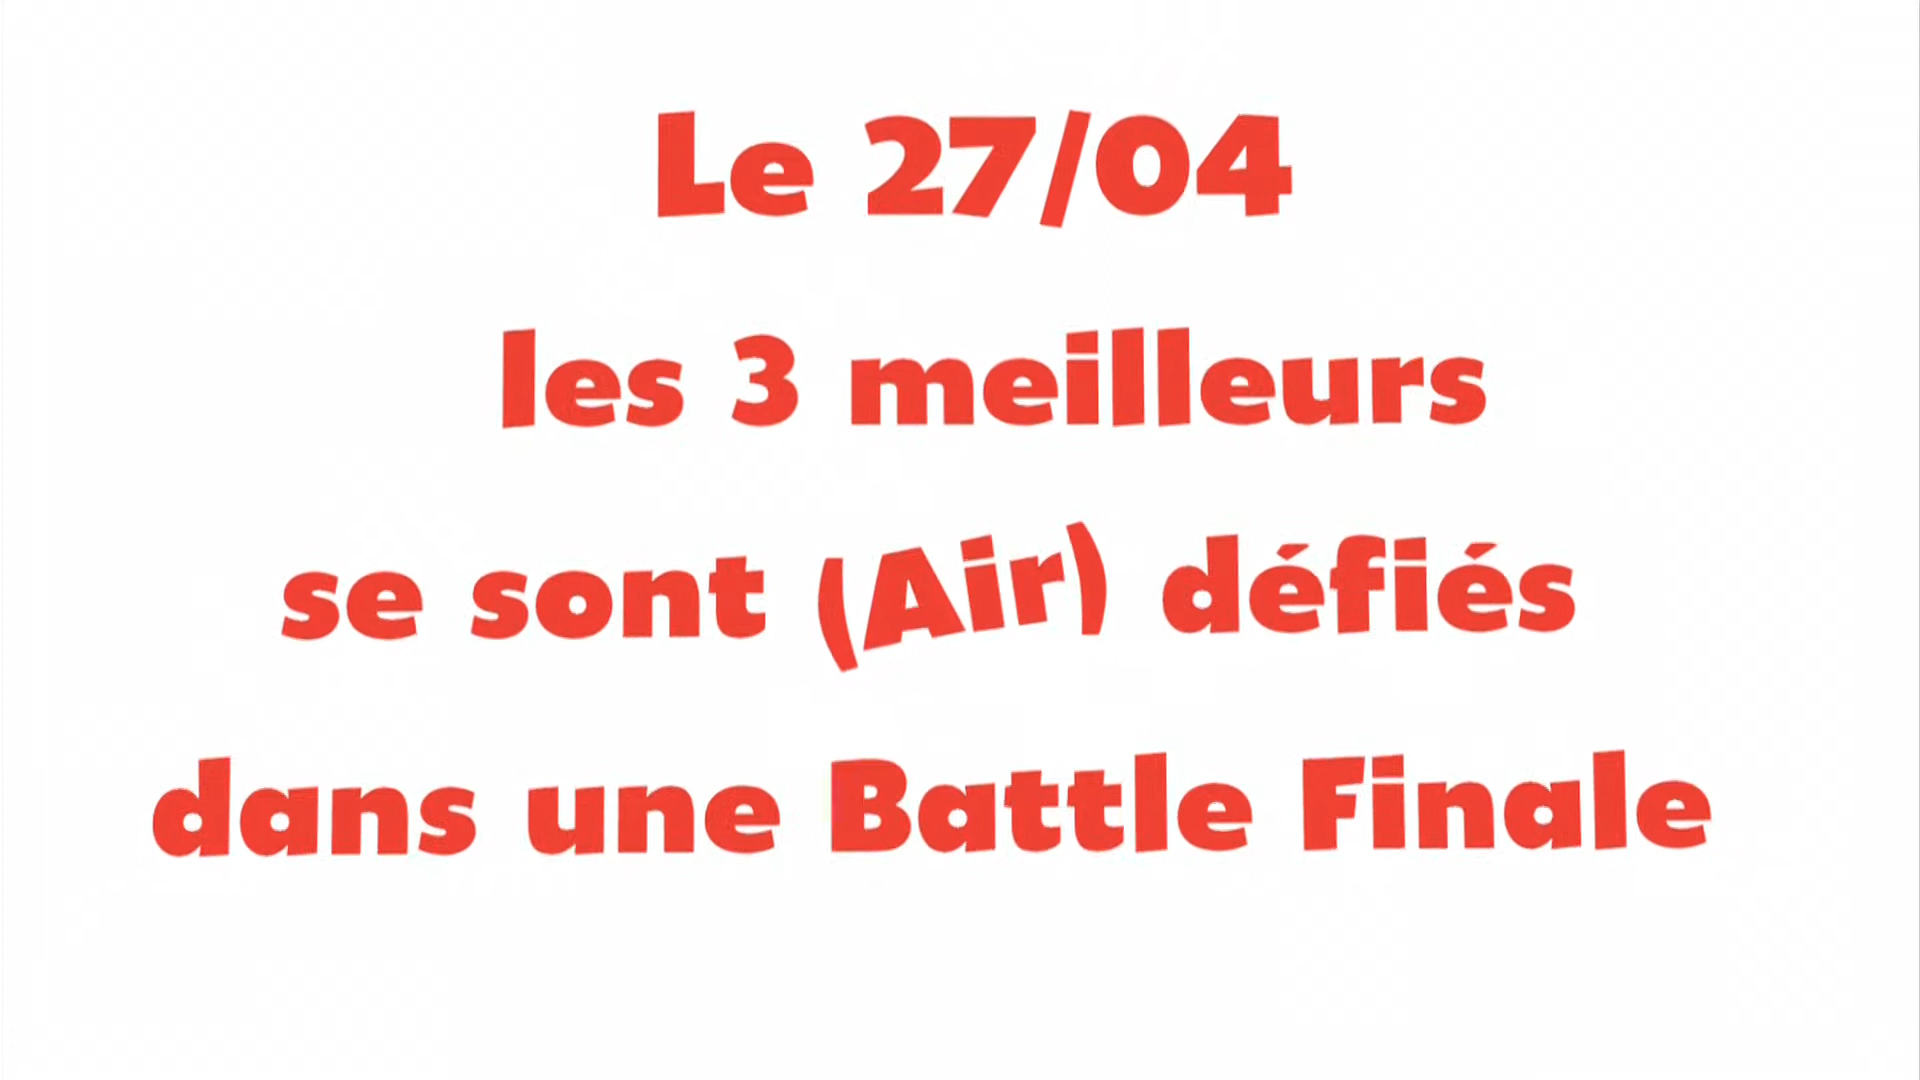 Le 27/04
les 3 meilleurs
se sont (Air) défiés
dans une Battle Finale